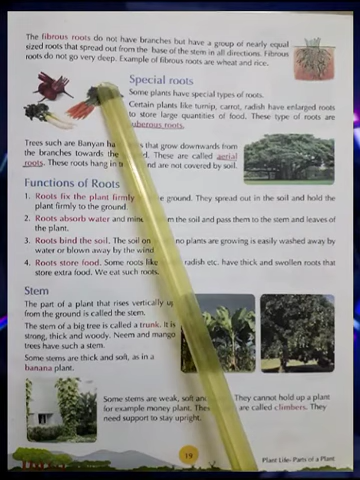 The fibrous roots do not have branches but have a group of nearly equal
sized roots that spread out from the base of the stem in all directions. Fibrous
roots do not go very deep. Example of fibrous roots are wheat and rice.
Special roots
Some plants have special types of roots.
Certain plants like turnip, carrot, radish have enlarged roots
to store large quantities of food. These type of roots are
tuberous roots.
Trees such as Banyan ha s that grow downwards from
the branches towards the d. These are called aerial
roots. These roots hang in t and are not covered by soil.
Functions of Roots
1. Roots fix the plant firmly e ground. They spread out in the soil and hold the
plant firmly to the ground.
2. Roots absorb water and mine m the soil and pass them to the stem and leaves of
the plant.
3. Roots bind the soil. The soil on no plants are growing is easily washed away by
water or blown away by the wind
4. Roots store food. Some roots like radish etc. have thick and swollen roots that
store extra food. We eat such roots.
Stem
The part of a plant that rises vertically up
from the ground is called the stem.
The stem of a big tree is called a trunk. It is
strong, thick and woody. Neem and mango
trees have such a stem.
Some stems are thick and soft, as in a
banana plant.
Some stems are weak, soft and They cannot hold up a plant
for example money plant. Thes are called climbers. They
need support to stay upright.
19
Plant Life- Parts of a Plant